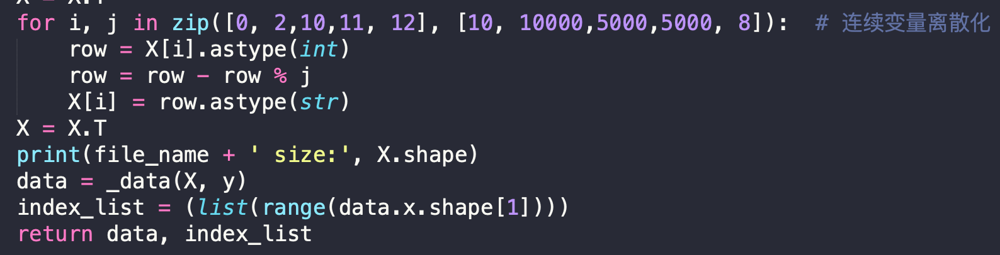 X = X.T
for i, j in zip([0, 2,10,11, 12], [10, 10000,5000,5000, 8]):  # 连续变量离散化
    row = X[i].astype(int)
    row = row - row % j
    X[i] = row.astype(str)
X = X.T
print(file_name + ' size:', X.shape)
data = _data(X, y)
index_list = (list(range(data.x.shape[1])))
return data, index_list